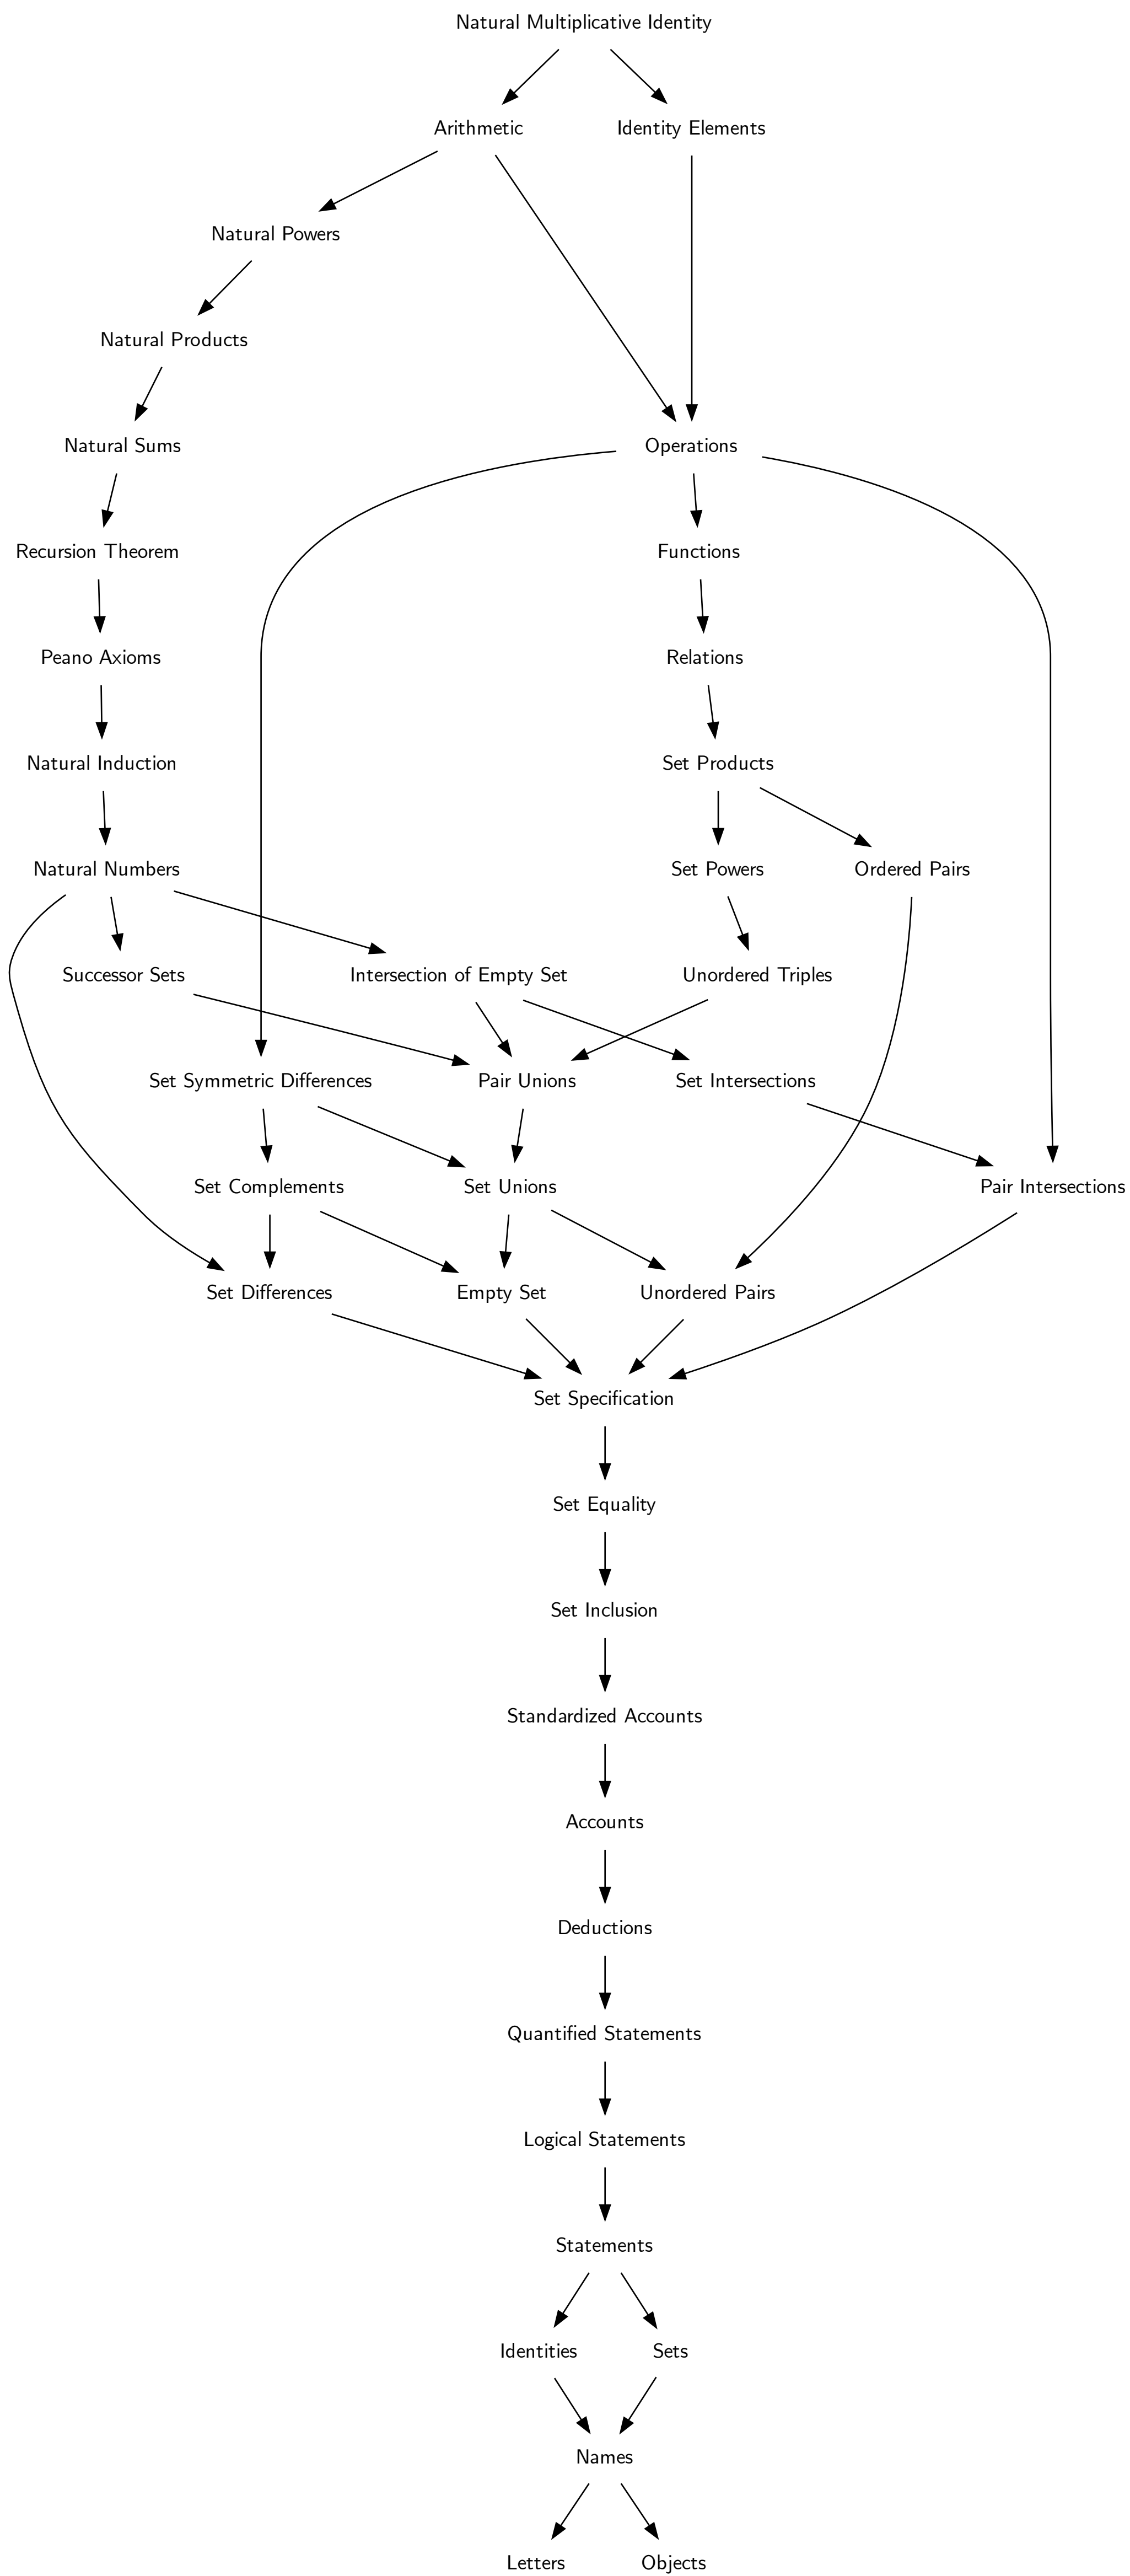 Natural Multiplicative Identity
Arithmetic
Identity Elements
Natural Powers
Natural Products
Natural Sums
Operations
Recursion Theorem
Functions
Peano Axioms
Relations
Natural Induction
Set Products
Natural Numbers
Set Powers
Ordered Pairs
Successor Sets
Intersection of Empty Set
Unordered Triples
Set Symmetric Differences
Pair Unions
Set Intersections
Set Complements
Set Unions
Pair Intersections
Set Differences
Empty Set
Unordered Pairs
Set Specification
Set Equality
Set Inclusion
Standardized Accounts
Accounts
Deductions
Quantified Statements
Logical Statements
Statements
Identities
Sets
Names
Letters
Objects